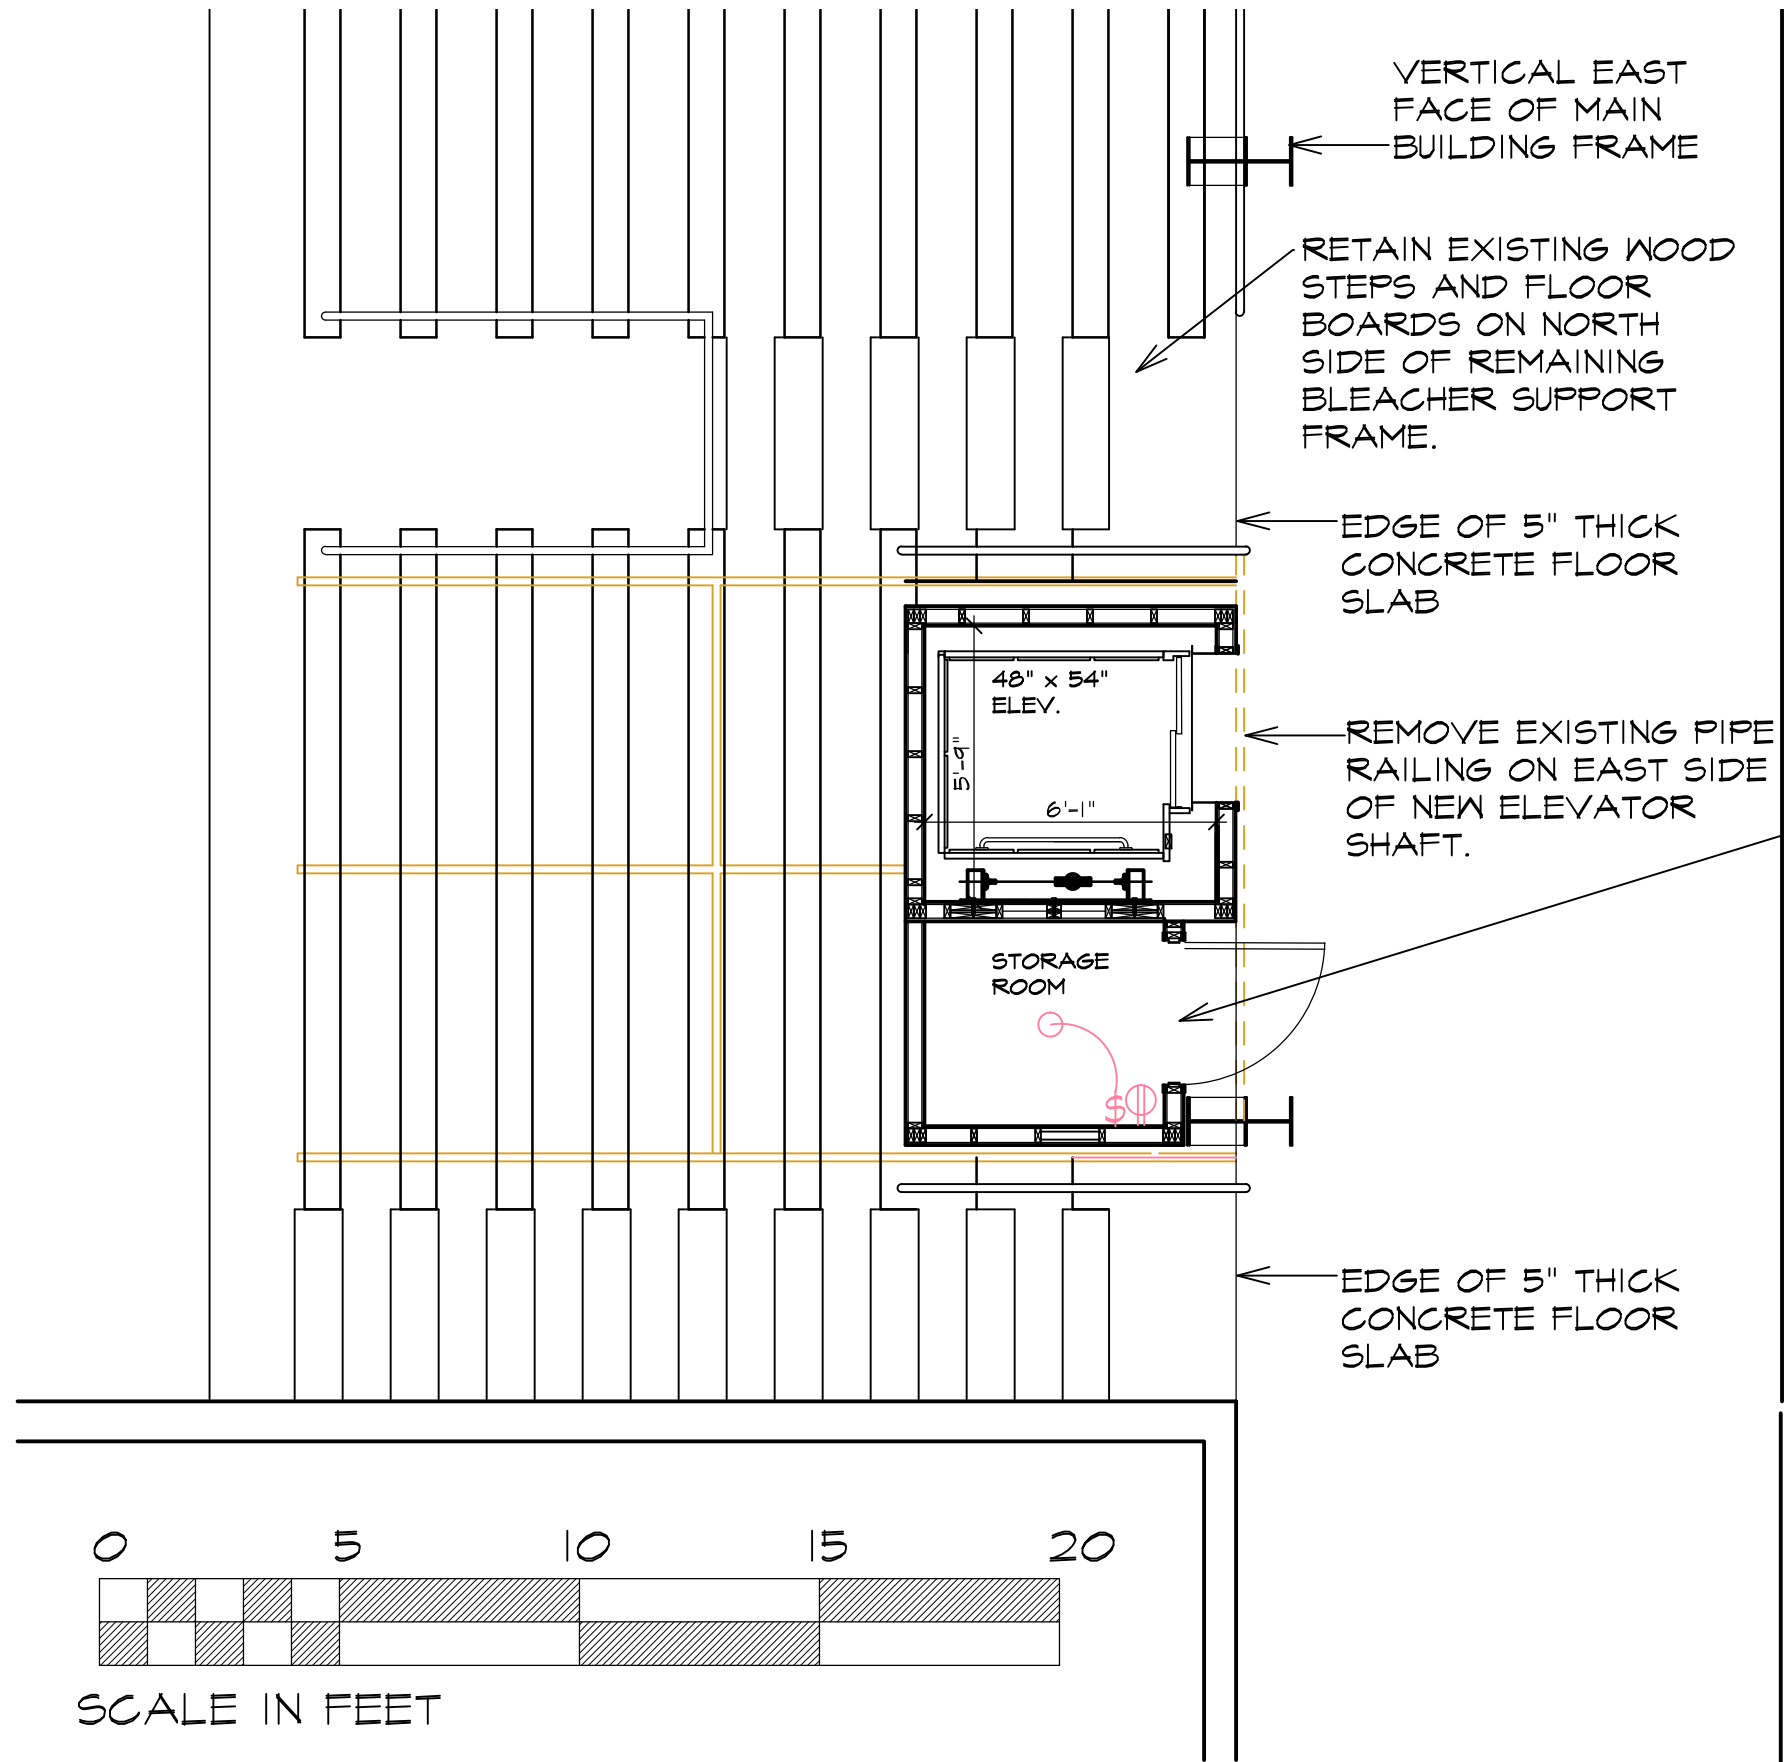 VERTICAL EAST
FACE OF MAIN
BUILDING FRAME
RETAIN EXISTING WOOD
STEPS AND FLOOR
BOARDS ON NORTH
SIDE OF REMAINING
BLEACHER SUPPORT
FRAME.
EDGE OF 5" THICK
CONCRETE FLOOR
SLAB
48" x 54"
ELEV.
5'-9"
6'-1"
REMOVE EXISTING PIPE
RAILING ON EAST SIDE
OF NEW ELEVATOR
SHAFT.
STORAGE
ROOM
$
EDGE OF 5" THICK
CONCRETE FLOOR
SLAB
0 5 10 15 20
SCALE IN FEET